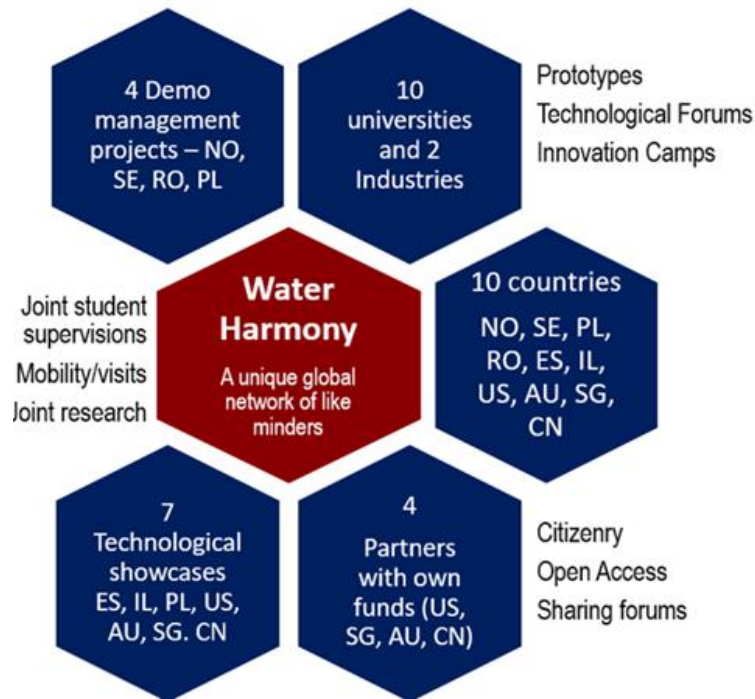 4 Demo
management
projects – NO,
SE, RO, PL
10
universities
and 2
Industries
Prototypes
Technological Forums
Innovation Camps
Joint student
supervisions
Mobility/visits
Joint research
Water
Harmony
A unique global
network of like
minders
10 countries
NO, SE, PL,
RO, ES, IL,
US, AU, SG,
CN
7
Technological
showcases
ES, IL, PL, US,
AU, SG. CN
4
Partners
with own
funds (US,
SG, AU, CN)
Citizenry
Open Access
Sharing forums